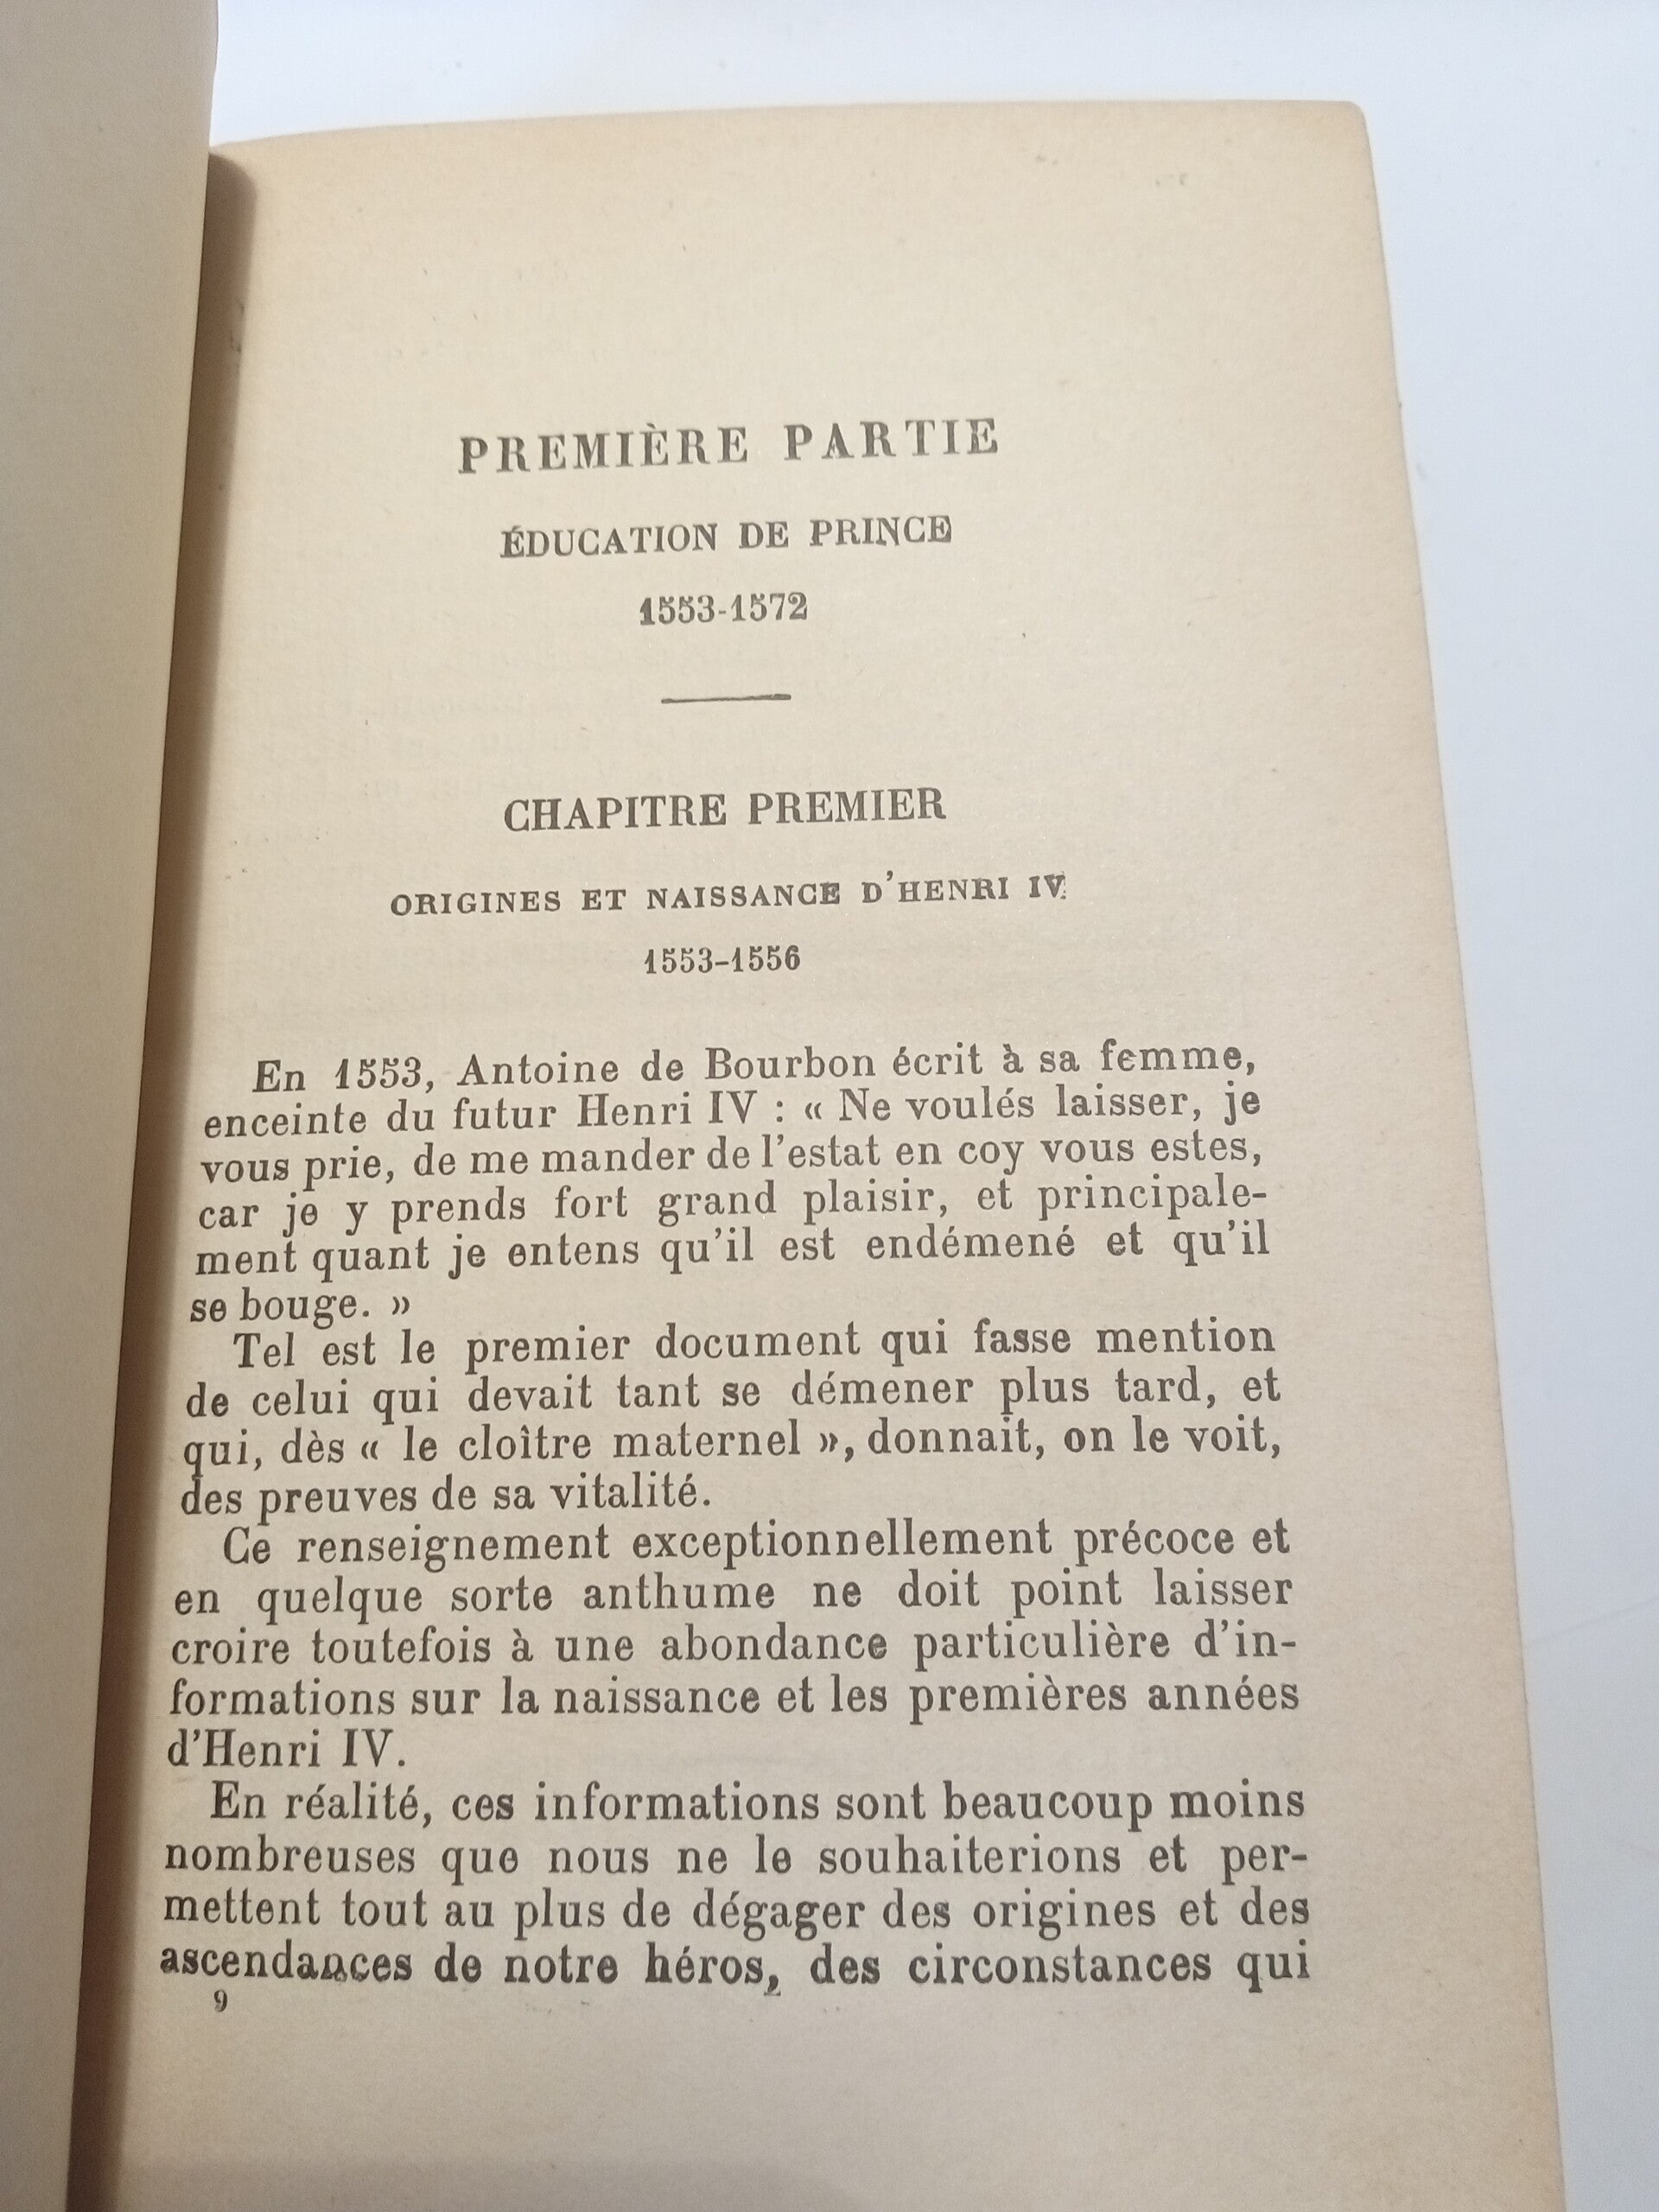 PREMIÈRE PARTIE
ÉDUCATION DE PRINCE
1553-1572
CHAPITRE PREMIER
ORIGINES ET NAISSANCE D'HENRI IV
1553-1556
En 1553, Antoine de Bourbon écrit à sa femme,
enceinte du futur Henri IV : « Ne voulés laisser, je
vous prie, de me mander de l'estat en coy vous estes,
car je y prends fort grand plaisir, et principale-
ment quant je entens qu'il est endémené et qu'il
se bouge. »
Tel est le premier document qui fasse mention
de celui qui devait tant se démener plus tard, et
qui, dès « le cloître maternel », donnait, on le voit,
des preuves de sa vitalité.
Ce renseignement exceptionnellement précoce et
en quelque sorte anthume ne doit point laisser
croire toutefois à une abondance particulière d'in-
formations sur la naissance et les premières années
d'Henri IV.
En réalité, ces informations sont beaucoup moins
nombreuses que nous ne le souhaiterions et per-
mettent tout au plus de dégager des origines et des
ascendances de notre héros, des circonstances qui
9